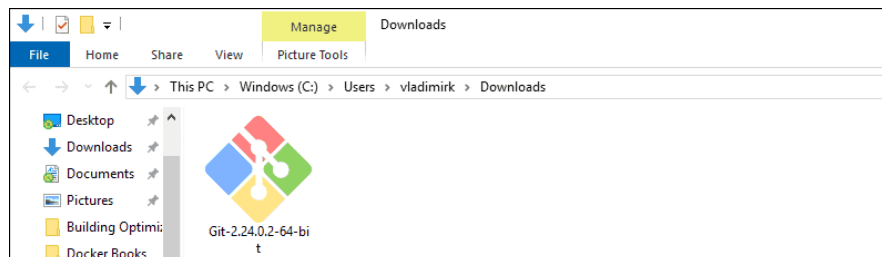 Manage
Downloads
File
Home
Share
View
Picture Tools
This PC > Windows (C:) > Users > vladimirk > Downloads
Desktop
Downloads
Documents
Pictures
Building Optimiz
Docker Books
Git-2.24.0.2-64-bi
t